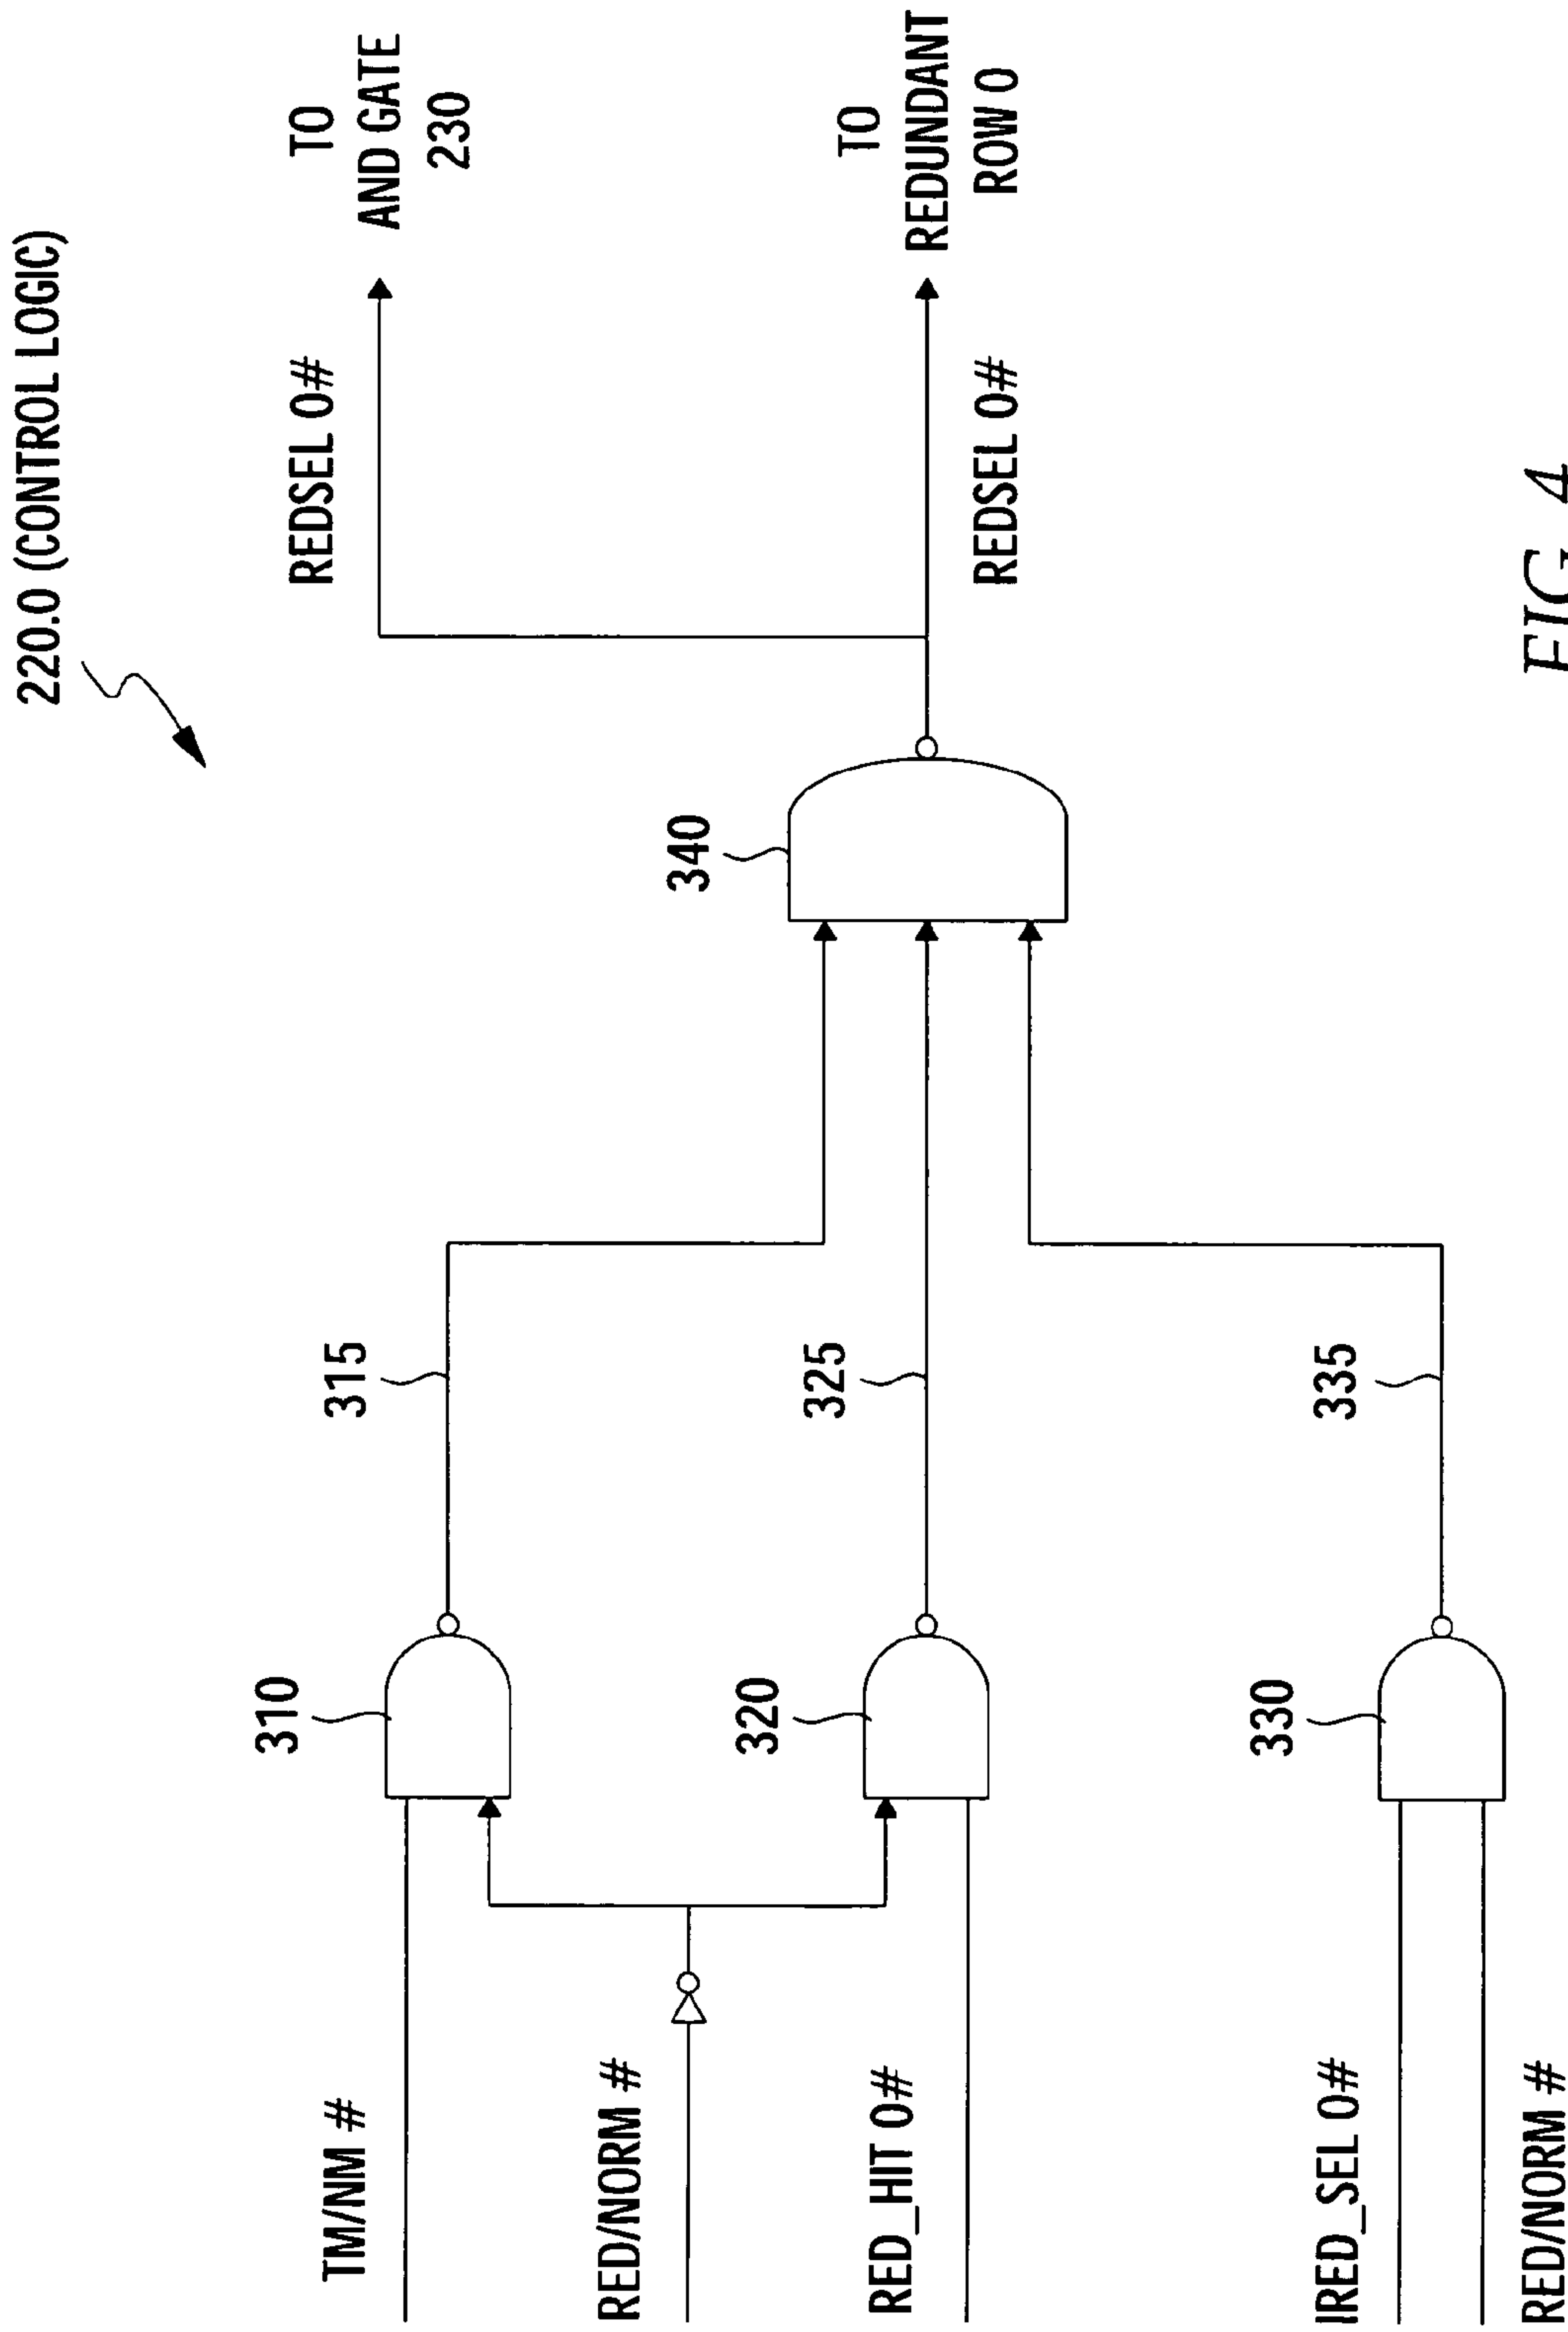 220.0 (CONTROL LOGIC)
TO
AND GATE
230
REDSEL 0#
TO
REDUNDANT
ROW 0
REDSEL 0#
340
315
325
335
310
320
330
TM/NM #
RED/NORM #
RED_HIT 0#
IRED_SEL 0#
RED/NORM #
FIG. 4